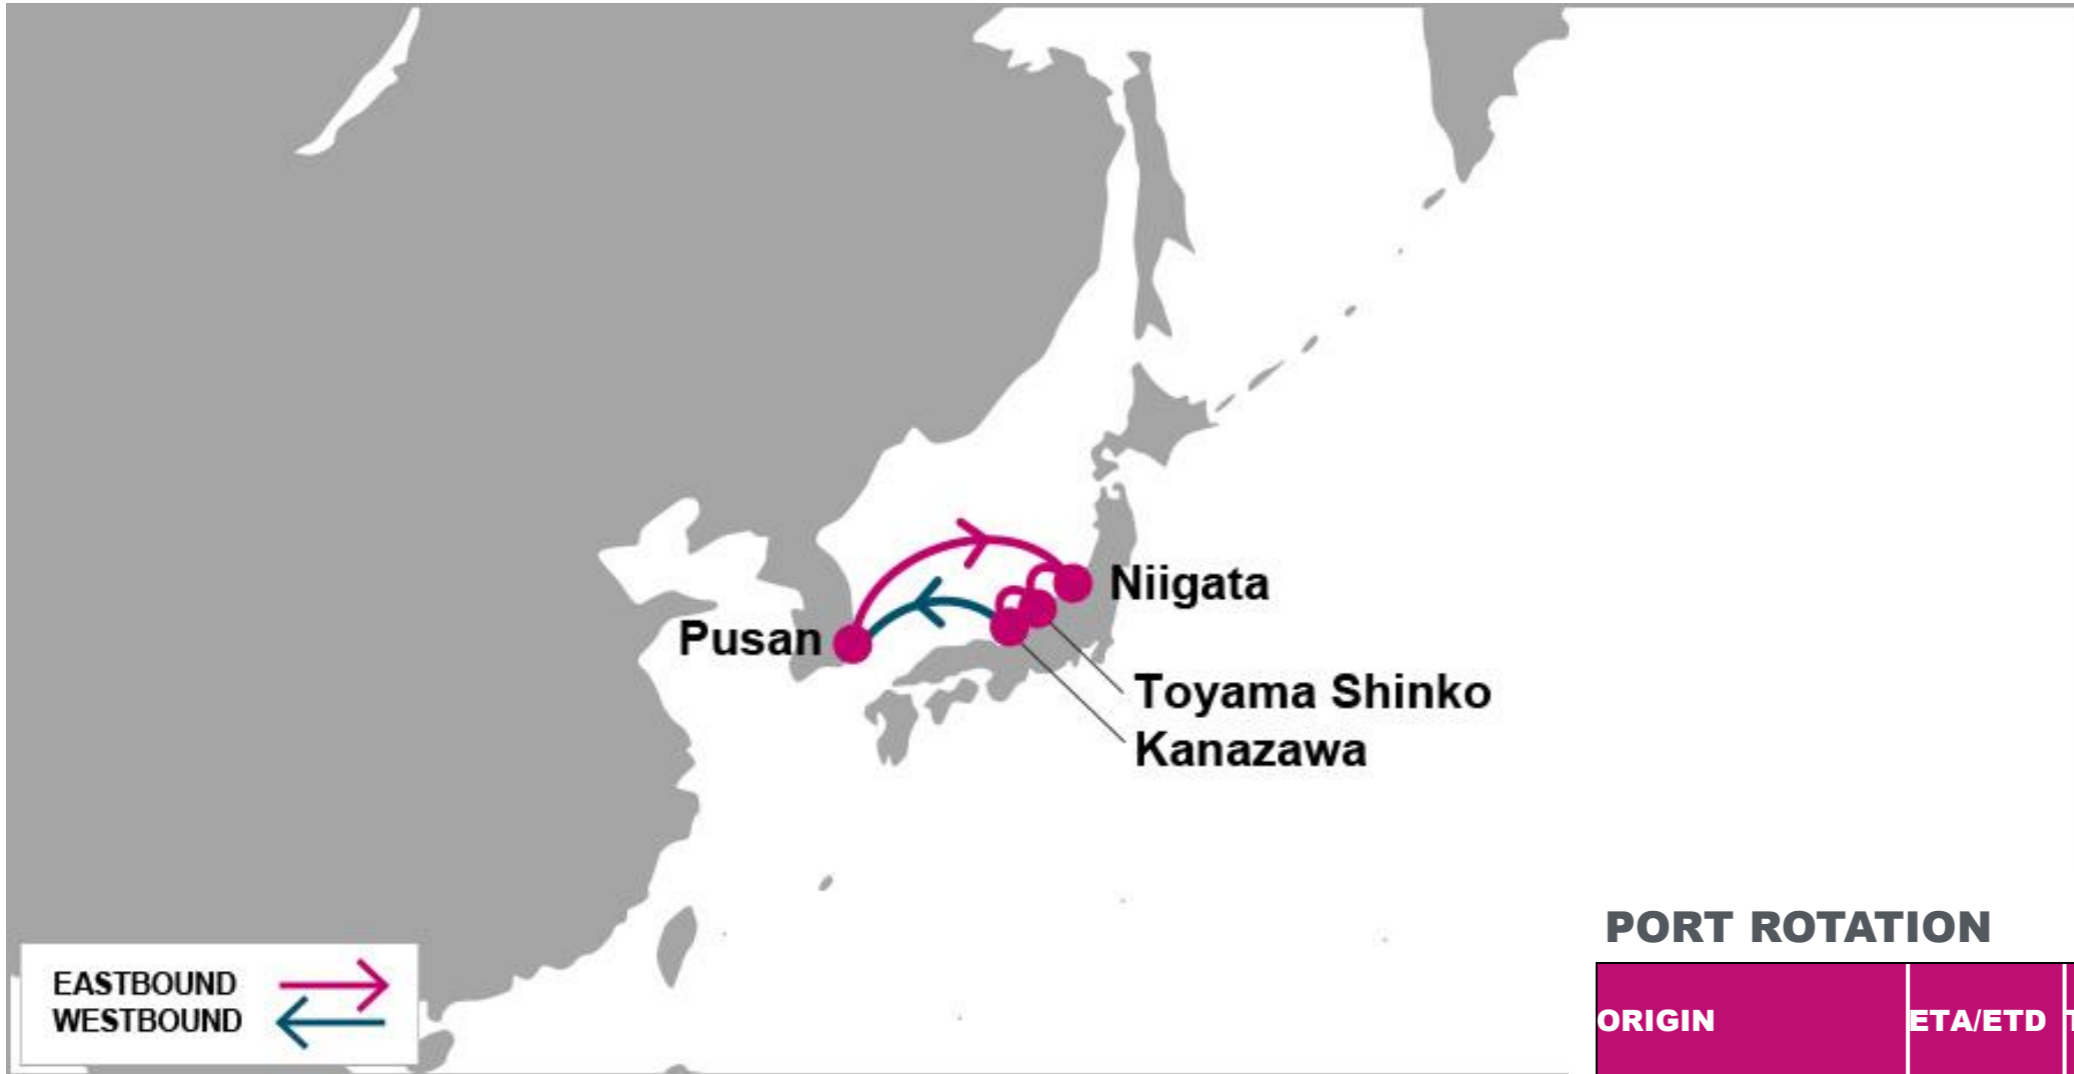 Niigata
Pusan
Toyama Shinko
Kanazawa
EASTBOUND
WESTBOUND
PORT ROTATION
ORIGIN ETA/ETD